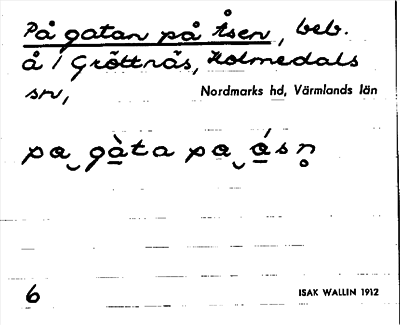 På gatan på Åsen, beb.
å 1 Gröttnäs, Holmedals
sn,
Nordmarks hd, Värmlands län
pa‿gàta pa‿ásn̥
6
ISAK WALLIN 1912